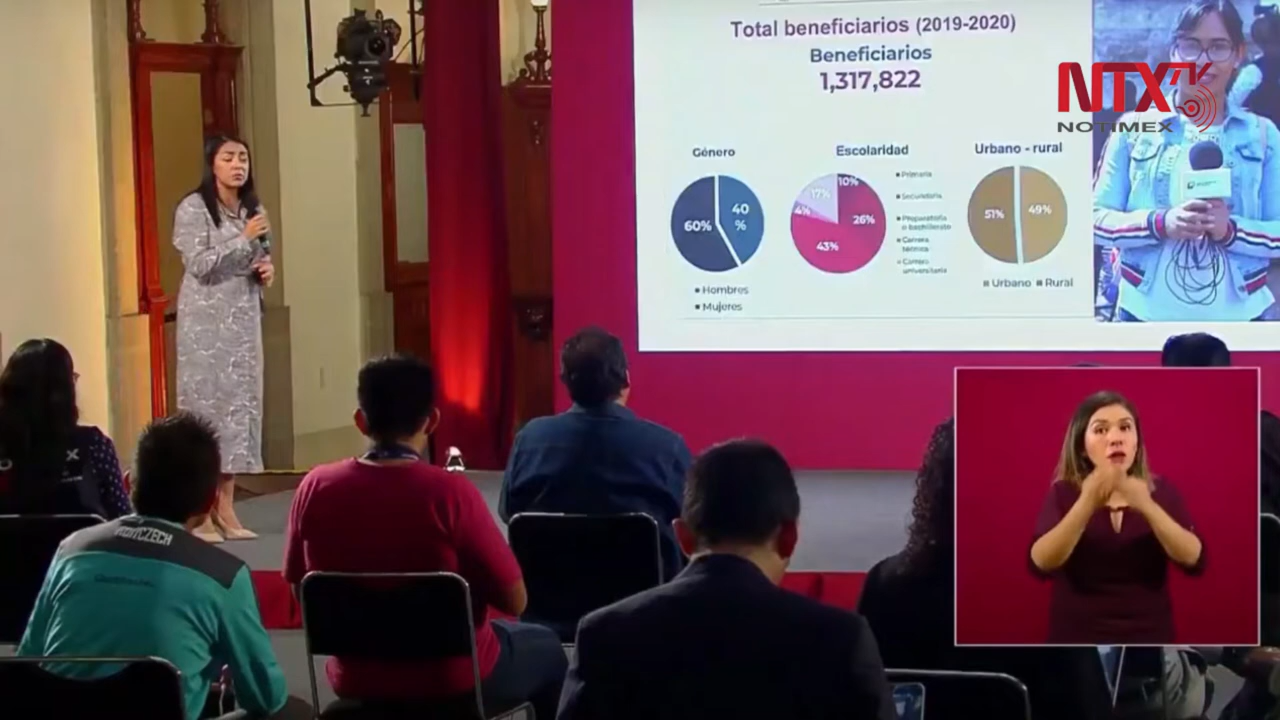 Total beneficiarios (2019-2020)
Beneficiarios
1,317,822
NTX
NOTIMEX
Género
Escolaridad
Urbano - rural
60%
40
%
10%
17%
4%
26%
43%
51%
49%
Primaria
Secundaria
Preparatoria
o bachillerato
Carrera
técnica
Carrera
universitaria
Hombres
Mujeres
Urbano
Rural